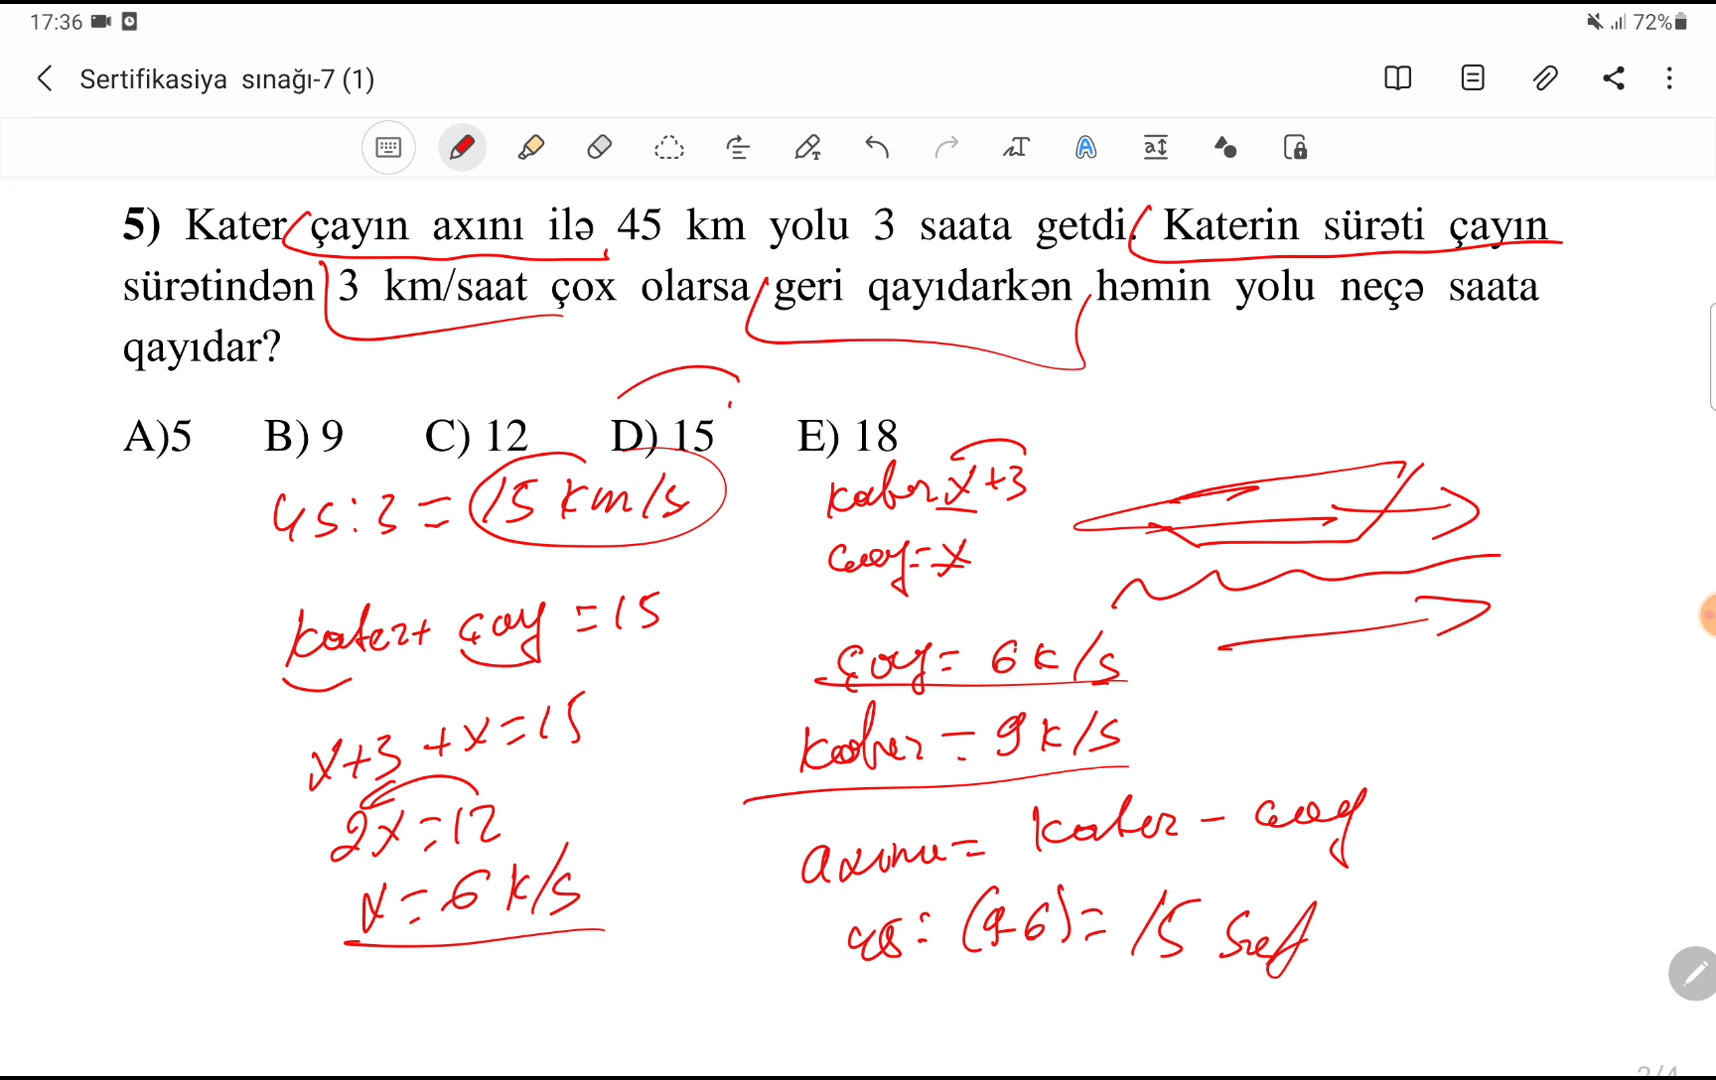 17:36
72%
Sertifikasiya sınağı-7 (1)
5) Kater çayın axını ilə 45 km yolu 3 saata getdi. Katerin sürəti çayın
sürətindən 3 km/saat çox olarsa, geri qayıdarkən həmin yolu neçə saata
qayıdar?
A)5 B) 9 C) 12 D) 15 E) 18
45:3 = 15 km/s
kater x+3
çay=x
kater+ çay =15
çay= 6 k/s
x+3 +x=15
kater = 9 k/s
2x=12
axını= kater - çay
x=6 k/s
45:(9-6)= 15
2/4